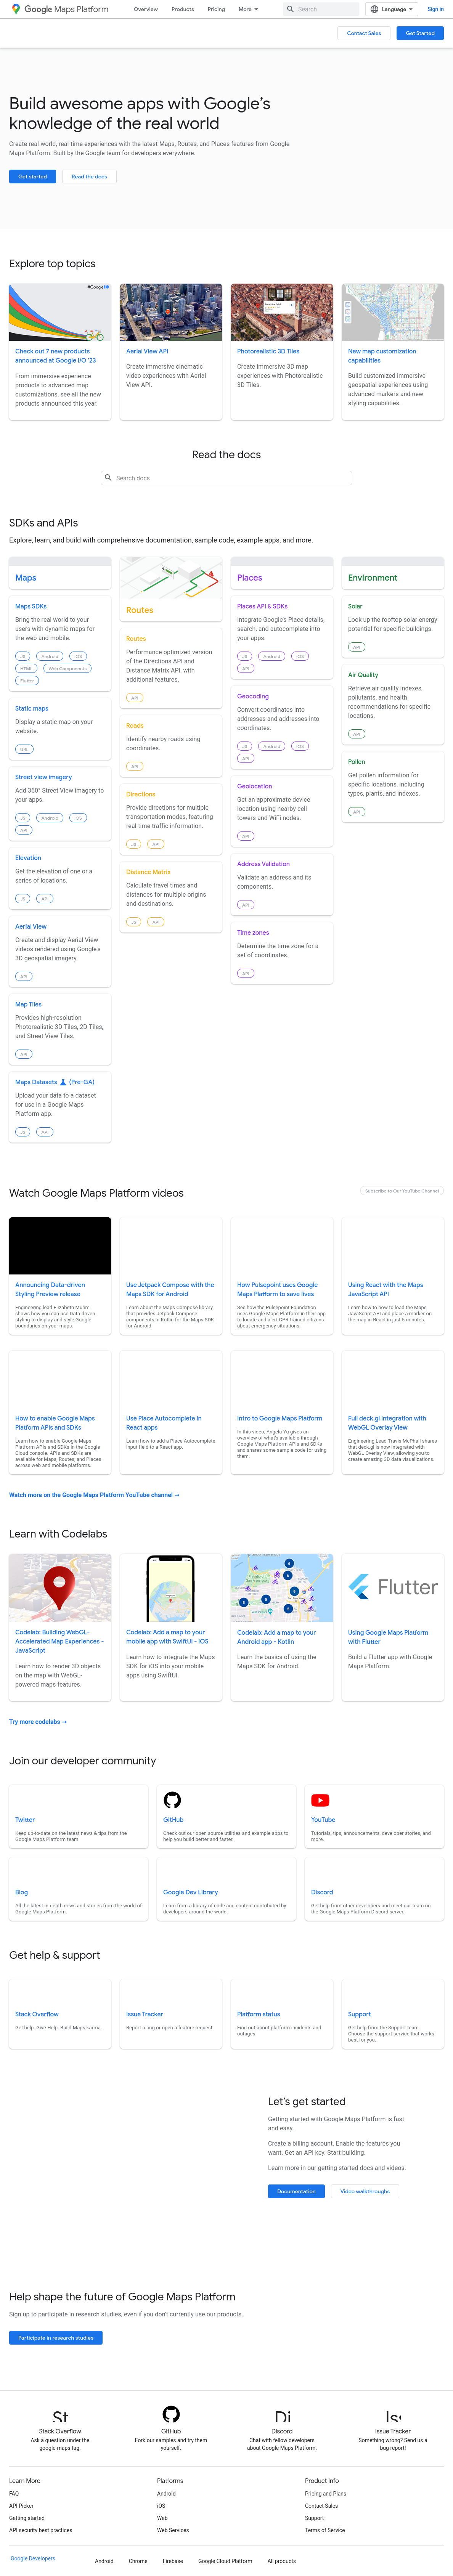 Google Maps Platform
Overview
Products
Pricing
More
Search
Language
Sign in
Contact Sales
Get Started
Build awesome apps with Google's
knowledge of the real world
Create real-world, real-time experiences with the latest Maps, Routes, and Places features from Google
Maps Platform. Built by the Google team for developers everywhere.
Get started
Read the docs
Explore top topics
Check out 7 new products
announced at Google I/O '23
From immersive experience
products to advanced map
customizations, see all the new
products announced this year.
Aerial View API
Create immersive cinematic
video experiences with Aerial
View API.
Photorealistic 3D Tiles
Create immersive 3D map
experiences with Photorealistic
3D Tiles.
New map customization
capabilities
Build customized immersive
geospatial experiences using
advanced markers and new
styling capabilities.
Read the docs
Search docs
SDKs and APIs
Explore, learn, and build with comprehensive documentation, sample code, example apps, and more.
Maps
Maps SDKs
Bring the real world to your
users with dynamic maps for
the web and mobile.
JS
Android
iOS
HTML
Web Components
Flutter
Static maps
Display a static map on your
website.
URL
Street view imagery
Add 360° Street View imagery to
your apps.
JS
Android
iOS
API
Elevation
Get the elevation of one or a
series of locations.
JS
API
Aerial View
Create and display Aerial View
videos rendered using Google's
3D geospatial imagery.
API
Map Tiles
Provides high-resolution
Photorealistic 3D Tiles, 2D Tiles,
and Street View Tiles.
API
Maps Datasets (Pre-GA)
Upload your data to a dataset
for use in a Google Maps
Platform app.
JS
API
Routes
Routes
Performance optimized version
of the Directions API and
Distance Matrix API, with
additional features.
API
Roads
Identify nearby roads using
coordinates.
API
Directions
Provide directions for multiple
transportation modes, featuring
real-time traffic information.
JS
API
Distance Matrix
Calculate travel times and
distances for multiple origins
and destinations.
JS
API
Places
Places API & SDKs
Integrate Google's Place details,
search, and autocomplete into
your apps.
JS
Android
iOS
API
Geocoding
Convert coordinates into
addresses and addresses into
coordinates.
JS
Android
iOS
API
Geolocation
Get an approximate device
location using nearby cell
towers and WiFi nodes.
API
Address Validation
Validate an address and its
components.
API
Time zones
Determine the time zone for a
set of coordinates.
API
Environment
Solar
Look up the rooftop solar energy
potential for specific buildings.
API
Air Quality
Retrieve air quality indexes,
pollutants, and health
recommendations for specific
locations.
API
Pollen
Get pollen information for
specific locations, including
types, plants, and indexes.
API
Watch Google Maps Platform videos
Subscribe to Our YouTube Channel
Announcing Data-driven
Styling Preview release
Engineering lead Elizabeth Muhm
shows how you can use Data-driven
styling to display and style Google
boundaries on your maps.
Use Jetpack Compose with the
Maps SDK for Android
Learn about the Maps Compose library
that provides Jetpack Compose
components in Kotlin for the Maps SDK
for Android.
How Pulsepoint uses Google
Maps Platform to save lives
See how the Pulsepoint Foundation
uses Google Maps Platform in their app
to locate and alert CPR-trained citizens
about emergency situations.
Using React with the Maps
JavaScript API
Learn how to how to load the Maps
JavaScript API and place a marker on
the map in React in just 5 minutes.
How to enable Google Maps
Platform APIs and SDKs
Learn how to enable Google Maps
Platform APIs and SDKs in the Google
Cloud console. APIs and SDKs are
available for Maps, Routes, and Places
across web and mobile platforms.
Use Place Autocomplete in
React apps
Learn how to add a Place Autocomplete
input field to a React app.
Intro to Google Maps Platform
In this video, Angela Yu gives an
overview of what's available through
Google Maps Platform APIs and SDKs
and shares some sample code for using
them.
Full deck.gl integration with
WebGL Overlay View
Engineering Lead Travis McPhail shares
that deck.gl is now integrated with
WebGL Overlay View, allowing you to
create amazing 3D data visualizations.
Watch more on the Google Maps Platform YouTube channel →
Learn with Codelabs
Codelab: Building WebGL-
Accelerated Map Experiences -
JavaScript
Learn how to render 3D objects
on the map with WebGL-
powered maps features.
Codelab: Add a map to your
mobile app with SwiftUI - iOS
Learn how to integrate the Maps
SDK for iOS into your mobile
apps using SwiftUI.
Codelab: Add a map to your
Android app - Kotlin
Learn the basics of using the
Maps SDK for Android.
Flutter
Using Google Maps Platform
with Flutter
Build a Flutter app with Google
Maps Platform.
Try more codelabs →
Join our developer community
Twitter
Keep up-to-date on the latest news & tips from the
Google Maps Platform team.
GitHub
Check out our open source utilities and example apps to
help you build better and faster.
YouTube
Tutorials, tips, announcements, developer stories, and
more.
Blog
All the latest in-depth news and stories from the world of
Google Maps Platform.
Google Dev Library
Learn from a library of code and content contributed by
developers around the world.
Discord
Get help from other developers and meet our team on
the Google Maps Platform Discord server.
Get help & support
Stack Overflow
Get help. Give Help. Build Maps karma.
Issue Tracker
Report a bug or open a feature request.
Platform status
Find out about platform incidents and
outages.
Support
Get help from the Support team.
Choose the support service that works
best for you.
Let's get started
Getting started with Google Maps Platform is fast
and easy.
Create a billing account. Enable the features you
want. Get an API key. Start building.
Learn more in our getting started docs and videos.
Documentation
Video walkthroughs
Help shape the future of Google Maps Platform
Sign up to participate in research studies, even if you don't currently use our products.
Participate in research studies
Stack Overflow
Ask a question under the
google-maps tag.
GitHub
Fork our samples and try them
yourself.
Discord
Chat with fellow developers
about Google Maps Platform.
Issue Tracker
Something wrong? Send us a
bug report!
Learn More
FAQ
API Picker
Getting started
API security best practices
Platforms
Android
iOS
Web
Web Services
Product Info
Pricing and Plans
Contact Sales
Support
Terms of Service
Google Developers
Android
Chrome
Firebase
Google Cloud Platform
All products